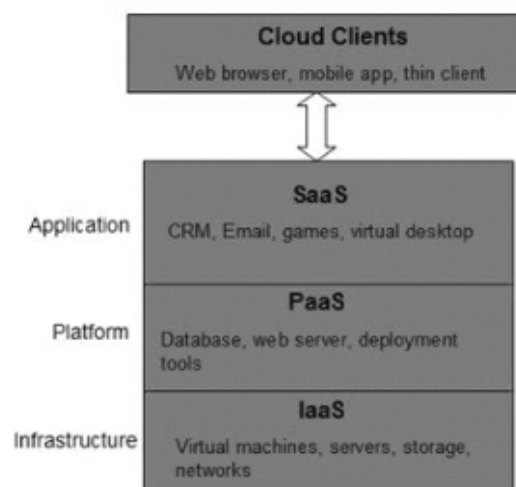 Cloud Clients
Web browser, mobile app, thin client
SaaS
Application
CRM, Email, games, virtual desktop
PaaS
Platform
Database, web server, deployment
tools
IaaS
Infrastructure
Virtual machines, servers, storage,
networks